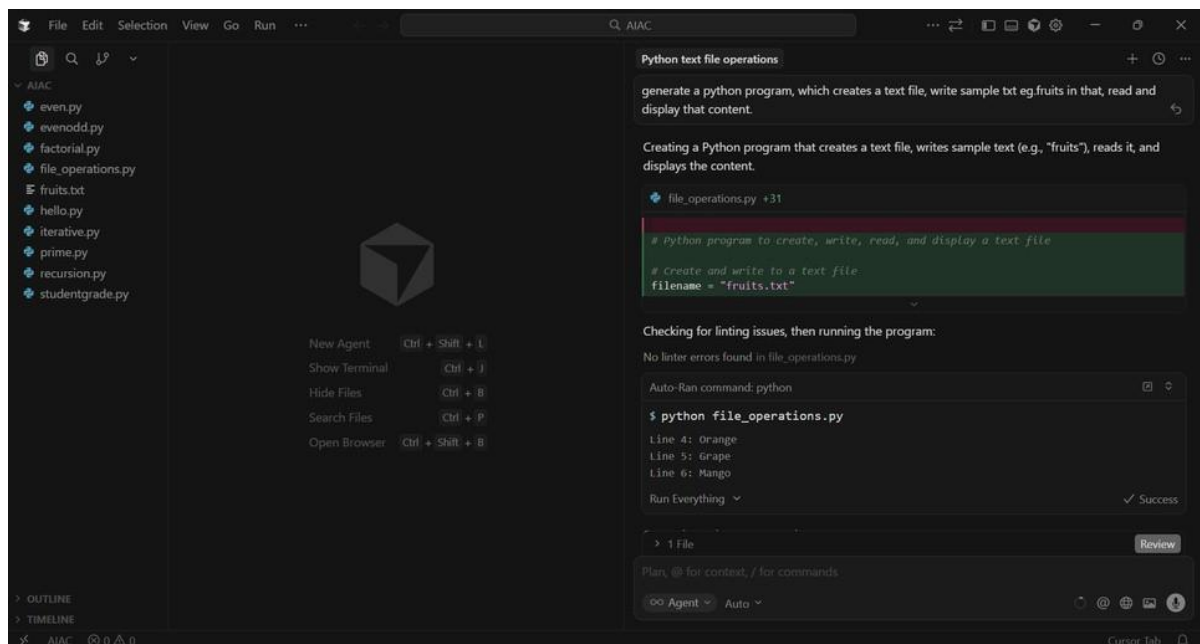 File Edit Selection View Go Run ···
AIAC
AIAC
even.py
evenodd.py
factorial.py
file_operations.py
fruits.txt
hello.py
iterative.py
prime.py
recursion.py
studentgrade.py
OUTLINE
TIMELINE
New Agent Ctrl + Shift + L
Show Terminal Ctrl + J
Hide Files Ctrl + B
Search Files Ctrl + P
Open Browser Ctrl + Shift + B
Python text file operations
generate a python program, which creates a text file, write sample txt eg.fruits in that, read and
display that content.
Creating a Python program that creates a text file, writes sample text (e.g., "fruits"), reads it, and
displays the content.
file_operations.py +31
# Python program to create, write, read, and display a text file
# Create and write to a text file
filename = "fruits.txt"
Checking for linting issues, then running the program:
No linter errors found in file_operations.py
Auto-Ran command: python
$ python file_operations.py
Line 4: Orange
Line 5: Grape
Line 6: Mango
Run Everything
Success
> 1 File
Review
Plan, @ for context, / for commands
Agent Auto
AIAC 0 0
Cursor Tab